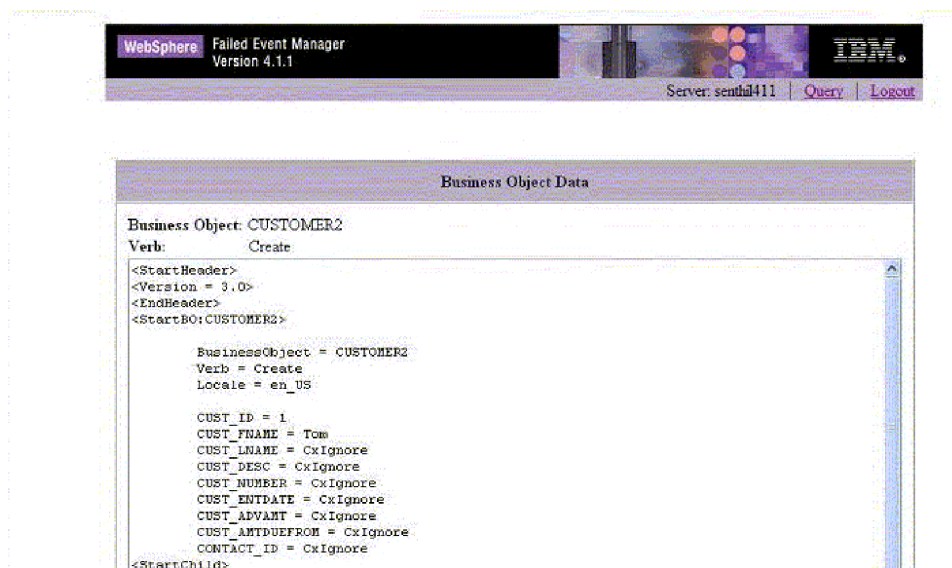 WebSphere Failed Event Manager
Version 4.1.1
IBM.
Server: senthil411 | Query | Logout
Business Object Data
Business Object: CUSTOMER2
Verb: Create
<StartHeader>
<Version = 3.0>
<EndHeader>
<StartBO:CUSTOMER2>
BusinessObject = CUSTOMER2
Verb = Create
Locale = en_US
CUST_ID = 1
CUST_FNAME = Tom
CUST_LNAME = CxIgnore
CUST_DESC = CxIgnore
CUST_NUMBER = CxIgnore
CUST_ENTDATE = CxIgnore
CUST_ADVAMT = CxIgnore
CUST_AMTDUEFROM = CxIgnore
CONTACT_ID = CxIgnore
<StartChild>